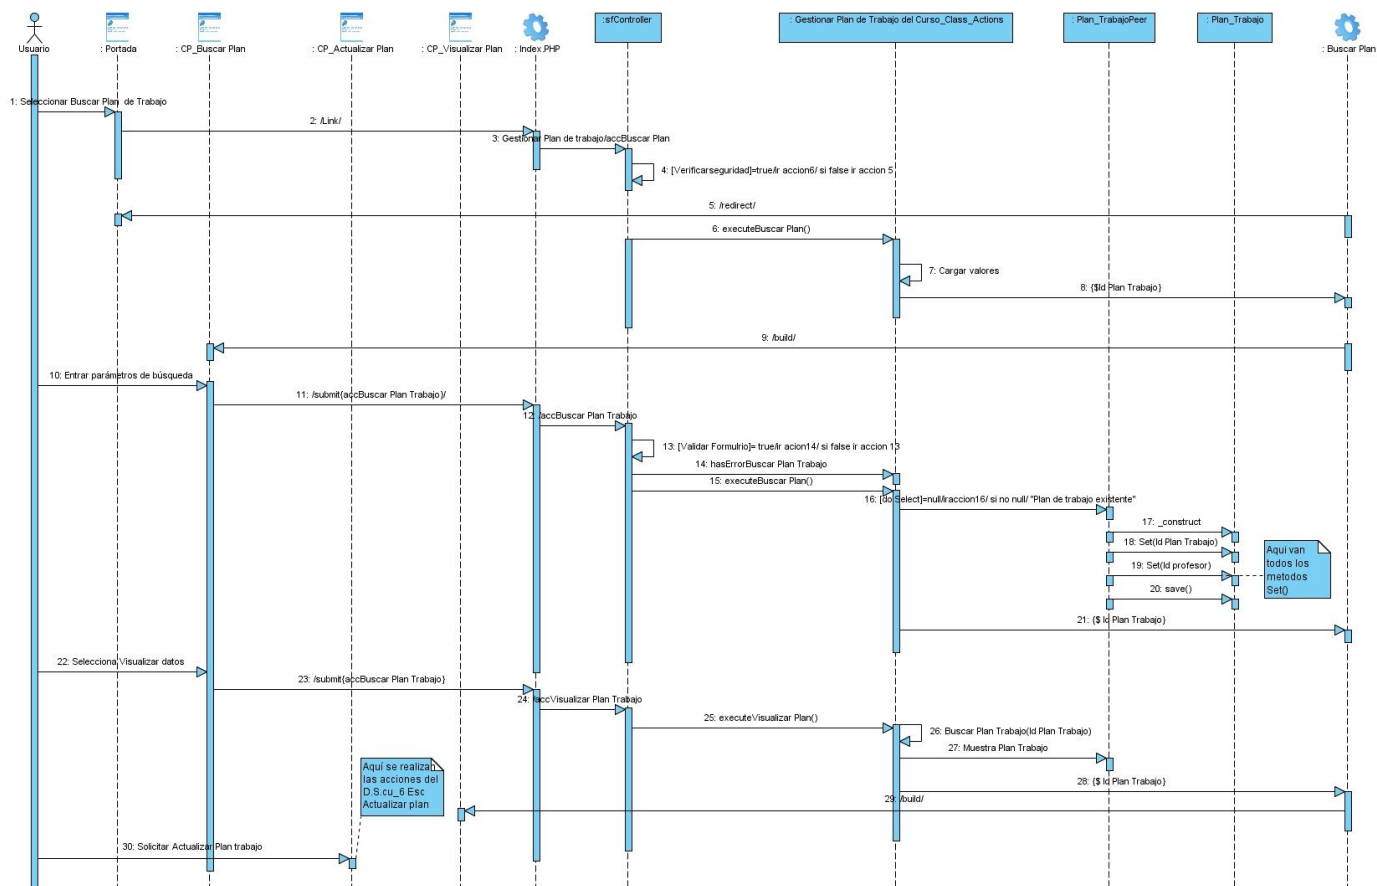 :sfController
: Gestionar Plan de Trabajo del Curso_Class_Actions
: Plan_TrabajoPeer
: Plan_Trabajo
Usuario
: Portada
: CP_Buscar Plan
: CP_Actualizar Plan
: CP_Visualizar Plan
: Index.PHP
: Buscar Plan
1: Seleccionar Buscar Plan de Trabajo
2: /Link/
3: Gestionar Plan de trabajo/accBuscar Plan
4: [Verificarseguridad]=true/ir accion6/ si false ir accion 5
5: /redirect/
6: executeBuscar Plan()
7: Cargar valores
8: {$Id Plan Trabajo}
9: /build/
10: Entrar parámetros de búsqueda
11: /submit{accBuscar Plan Trabajo}/
12: /accBuscar Plan Trabajo
13: [Validar Formulrio]= true/ir acion14/ si false ir accion 13
14: hasErrorBuscar Plan Trabajo
15: executeBuscar Plan()
16: [do Select]=null/iraccion16/ si no null/ "Plan de trabajo existente"
17: _construct
18: Set(Id Plan Trabajo)
19: Set(Id profesor)
20: save()
Aqui van
todos los
metodos
Set()
21: {$ Id Plan Trabajo}
22: Selecciona Visualizar datos
23: /submit{accBuscar Plan Trabajo}
24: /accVisualizar Plan Trabajo
25: executeVisualizar Plan()
26: Buscar Plan Trabajo(Id Plan Trabajo)
27: Muestra Plan Trabajo
28: {$ Id Plan Trabajo}
29: /build/
Aquí se realizan
las acciones del
D.S.cu_6 Esc
Actualizar plan
30: Solicitar Actualizar Plan trabajo